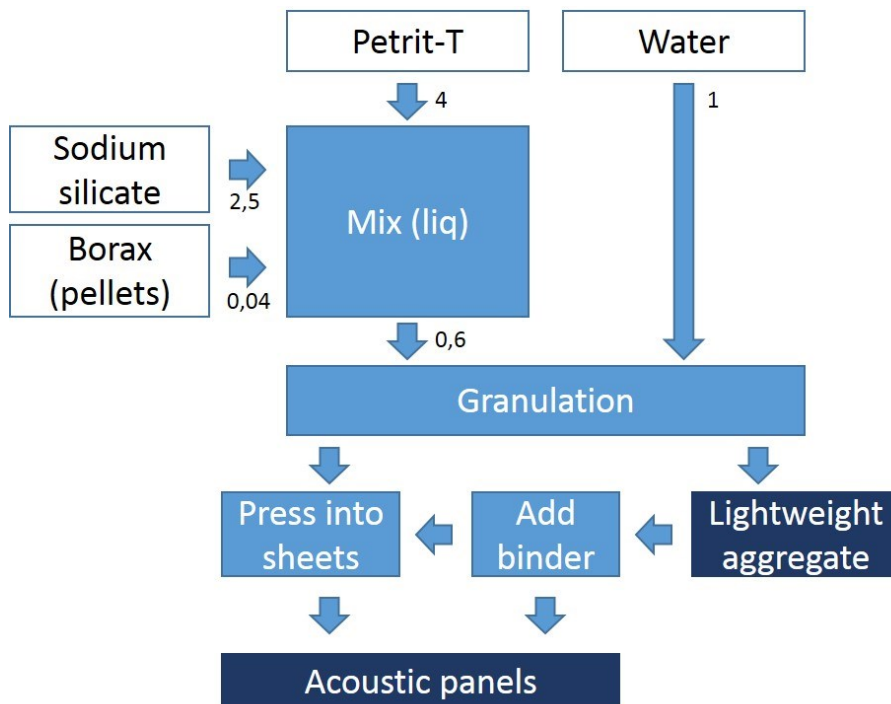 Petrit-T
Water
4
1
Sodium
silicate
2,5
Mix (liq)
Borax
(pellets)
0,04
0,6
Granulation
Press into
sheets
Add
binder
Lightweight
aggregate
Acoustic panels